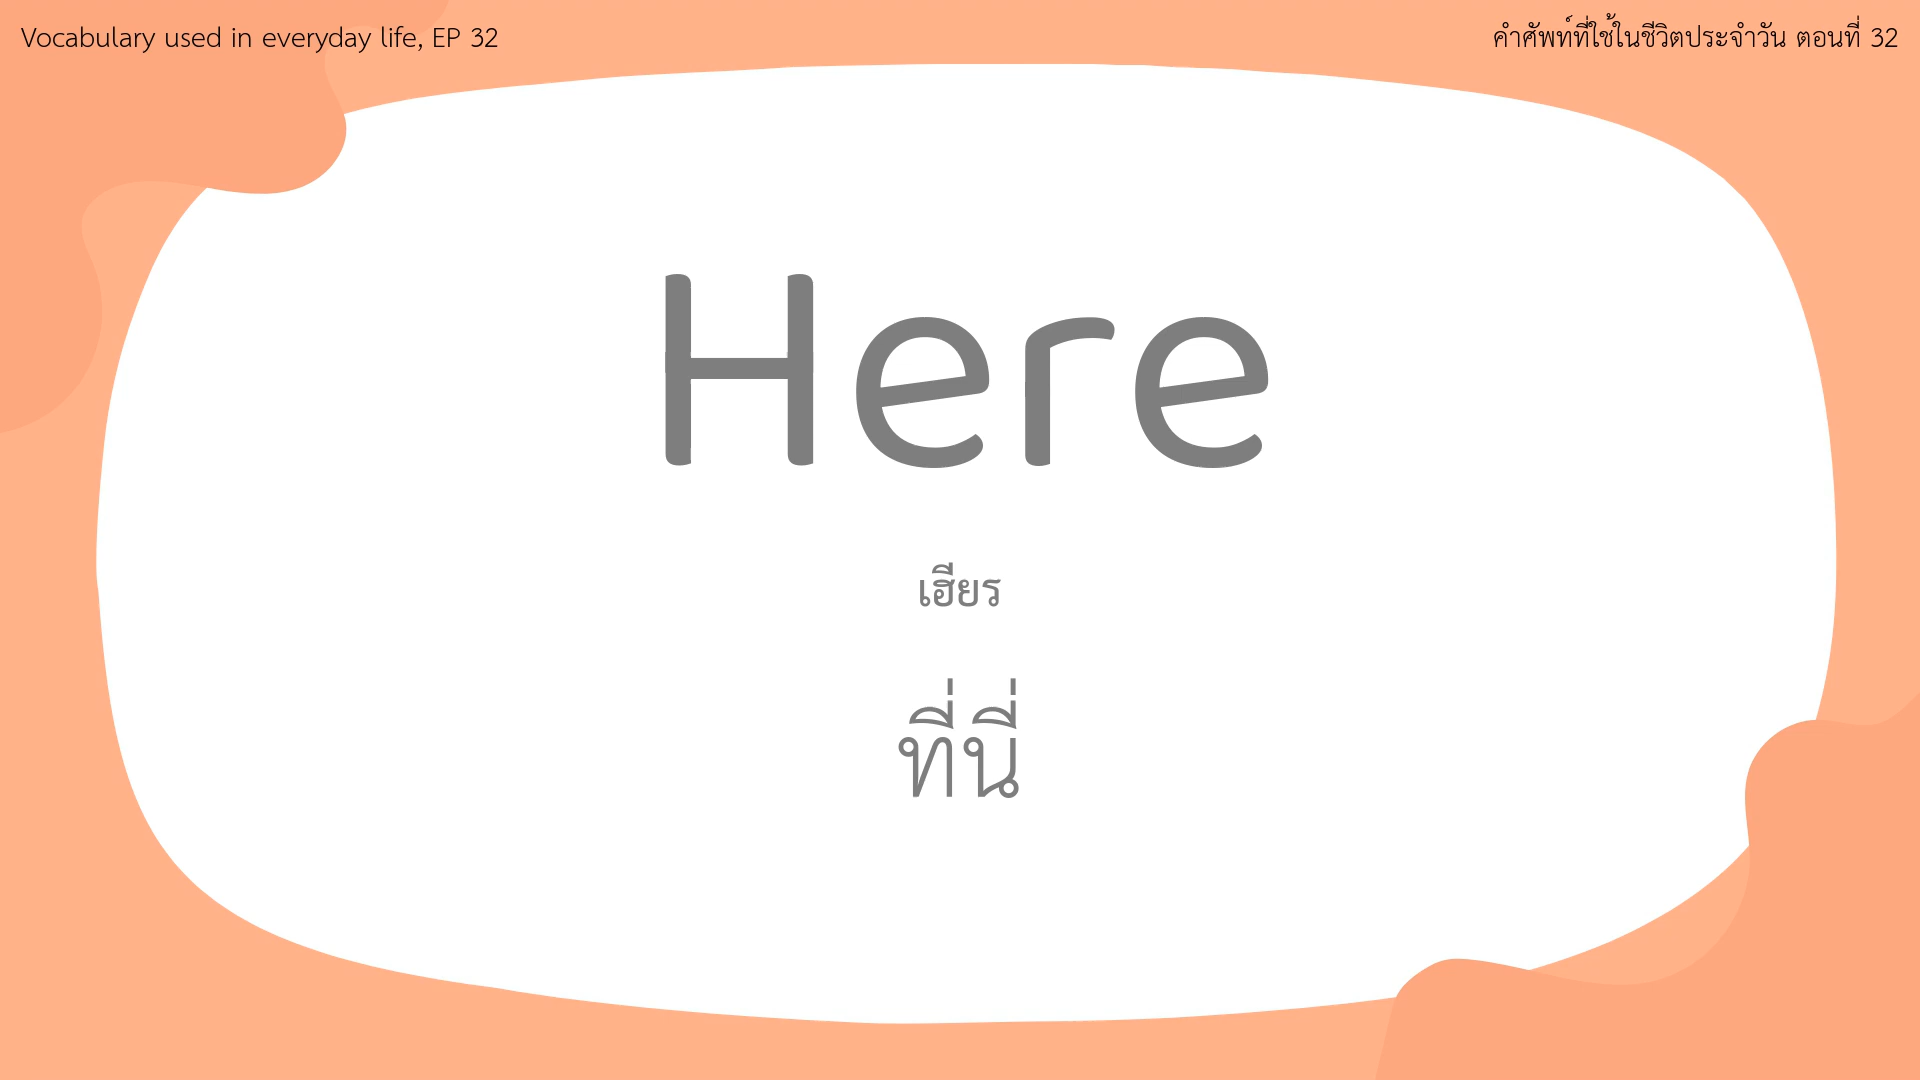 Vocabulary used in everyday life, EP 32
คำศัพท์ที่ใช้ในชีวิตประจำวัน ตอนที่ 32
Here
เฮียร
ที่นี่